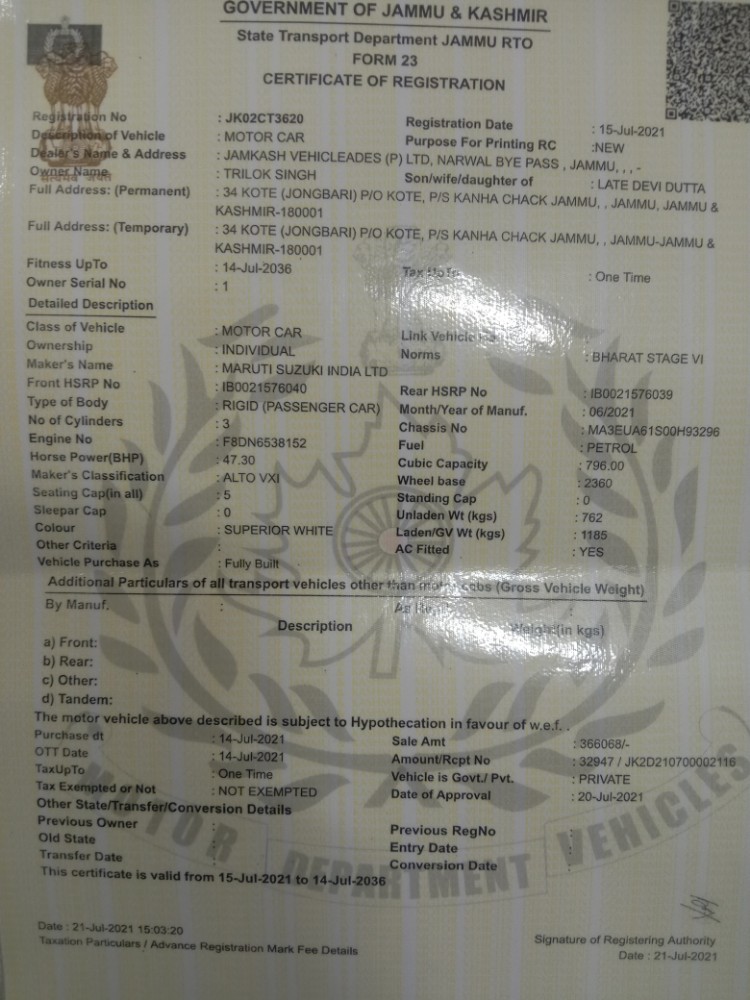 GOVERNMENT OF JAMMU & KASHMIR
State Transport Department JAMMU RTO
FORM 23
CERTIFICATE OF REGISTRATION
Registration No : JK02CT3620 Registration Date : 15-Jul-2021
Description of Vehicle : MOTOR CAR Purpose For Printing RC :NEW
Dealer's Name & Address : JAMKASH VEHICLEADES (P) LTD, NARWAL BYE PASS , JAMMU, , , -
Owner Name : TRILOK SINGH Son/wife/daughter of : LATE DEVI DUTTA
सत्यमेव जयते
Full Address: (Permanent) : 34 KOTE (JONGBARI) P/O KOTE, P/S KANHA CHACK JAMMU, , JAMMU, JAMMU &
KASHMIR-180001
Full Address: (Temporary) : 34 KOTE (JONGBARI) P/O KOTE, P/S KANHA CHACK JAMMU, , JAMMU-JAMMU &
KASHMIR-180001
Fitness UpTo : 14-Jul-2036 Tax UpTo : One Time
Owner Serial No : 1
Detailed Description
Class of Vehicle : MOTOR CAR Link Vehicle
Ownership : INDIVIDUAL Norms : BHARAT STAGE VI
Maker's Name : MARUTI SUZUKI INDIA LTD
Front HSRP No : IB0021576040 Rear HSRP No : IB0021576039
Type of Body : RIGID (PASSENGER CAR) Month/Year of Manuf. : 06/2021
No of Cylinders : 3 Chassis No : MA3EUA61S00H93296
Engine No : F8DN6538152 Fuel : PETROL
Horse Power(BHP) : 47.30 Cubic Capacity : 796.00
Maker's Classification : ALTO VXI Wheel base : 2360
Seating Cap(in all) : 5 Standing Cap : 0
Sleepar Cap : 0 Unladen Wt (kgs) : 762
Colour : SUPERIOR WHITE Laden/GV Wt (kgs) : 1185
Other Criteria : AC Fitted : YES
Vehicle Purchase As : Fully Built
Additional Particulars of all transport vehicles other than motor cabs (Gross Vehicle Weight)
By Manuf. : :
Description Weight(in kgs)
a) Front:
b) Rear:
c) Other:
d) Tandem:
The motor vehicle above described is subject to Hypothecation in favour of w.e.f. .
Purchase dt : 14-Jul-2021 Sale Amt : 366068/-
OTT Date : 14-Jul-2021 Amount/Rcpt No : 32947 / JK2D210700002116
TaxUpTo : One Time Vehicle is Govt./ Pvt. : PRIVATE
Tax Exempted or Not : NOT EXEMPTED Date of Approval : 20-Jul-2021
Other State/Transfer/Conversion Details
Previous Owner : Previous RegNo :
Old State : Entry Date :
Transfer Date : Conversion Date :
This certificate is valid from 15-Jul-2021 to 14-Jul-2036
MOTOR DEPARTMENT VEHICLES
Date : 21-Jul-2021 15:03:20
Taxation Particulars / Advance Registration Mark Fee Details
Signature of Registering Authority
Date : 21-Jul-2021